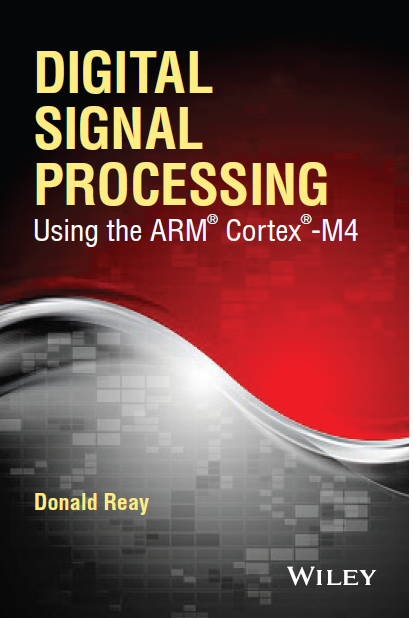 DIGITAL
SIGNAL
PROCESSING
Using the ARM® Cortex®-M4
Donald Reay
WILEY